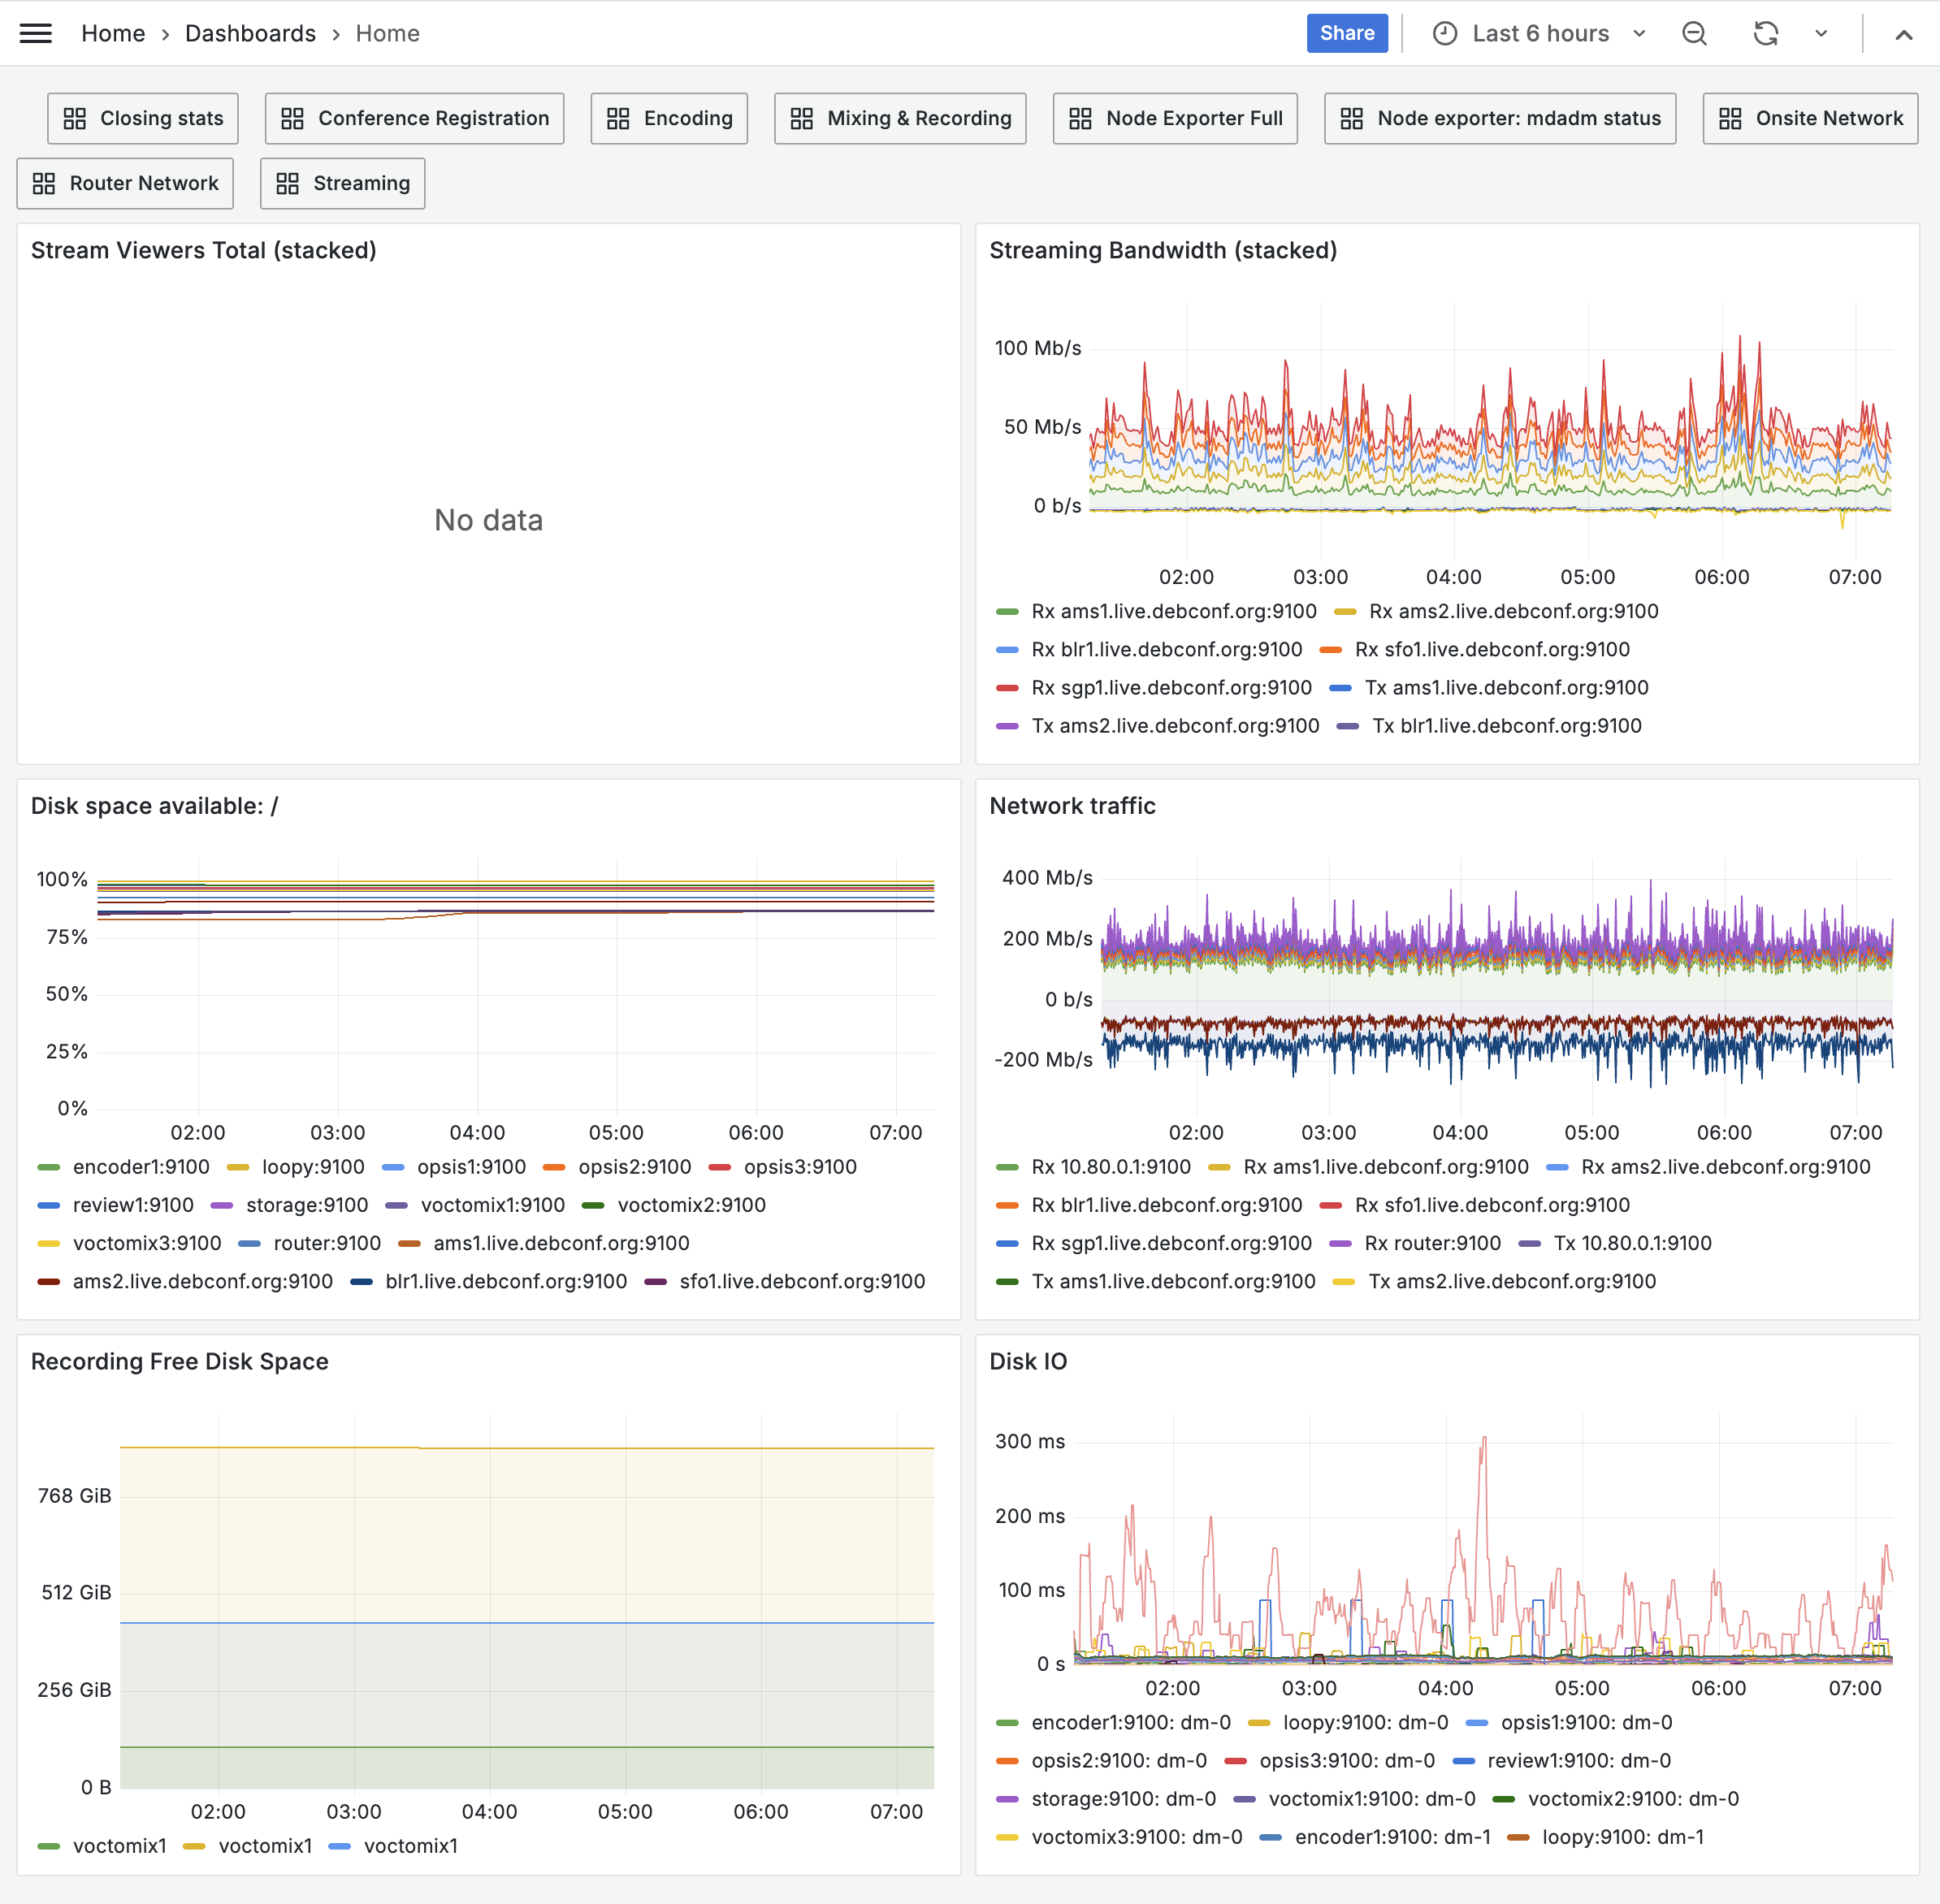 Home › Dashboards › Home Share Last 6 hours
Closing stats Conference Registration Encoding Mixing & Recording Node Exporter Full Node exporter: mdadm status Onsite Network
Router Network Streaming
Stream Viewers Total (stacked)
No data
Streaming Bandwidth (stacked)
100 Mb/s
50 Mb/s
0 b/s
02:00 03:00 04:00 05:00 06:00 07:00
Rx ams1.live.debconf.org:9100 Rx ams2.live.debconf.org:9100
Rx blr1.live.debconf.org:9100 Rx sfo1.live.debconf.org:9100
Rx sgp1.live.debconf.org:9100 Tx ams1.live.debconf.org:9100
Tx ams2.live.debconf.org:9100 Tx blr1.live.debconf.org:9100
Disk space available: /
100%
75%
50%
25%
0%
02:00 03:00 04:00 05:00 06:00 07:00
encoder1:9100 loopy:9100 opsis1:9100 opsis2:9100 opsis3:9100
review1:9100 storage:9100 voctomix1:9100 voctomix2:9100
voctomix3:9100 router:9100 ams1.live.debconf.org:9100
ams2.live.debconf.org:9100 blr1.live.debconf.org:9100 sfo1.live.debconf.org:9100
Network traffic
400 Mb/s
200 Mb/s
0 b/s
-200 Mb/s
02:00 03:00 04:00 05:00 06:00 07:00
Rx 10.80.0.1:9100 Rx ams1.live.debconf.org:9100 Rx ams2.live.debconf.org:9100
Rx blr1.live.debconf.org:9100 Rx sfo1.live.debconf.org:9100
Rx sgp1.live.debconf.org:9100 Rx router:9100 Tx 10.80.0.1:9100
Tx ams1.live.debconf.org:9100 Tx ams2.live.debconf.org:9100
Recording Free Disk Space
768 GiB
512 GiB
256 GiB
0 B
02:00 03:00 04:00 05:00 06:00 07:00
voctomix1 voctomix1 voctomix1
Disk IO
300 ms
200 ms
100 ms
0 s
02:00 03:00 04:00 05:00 06:00 07:00
encoder1:9100: dm-0 loopy:9100: dm-0 opsis1:9100: dm-0
opsis2:9100: dm-0 opsis3:9100: dm-0 review1:9100: dm-0
storage:9100: dm-0 voctomix1:9100: dm-0 voctomix2:9100: dm-0
voctomix3:9100: dm-0 encoder1:9100: dm-1 loopy:9100: dm-1